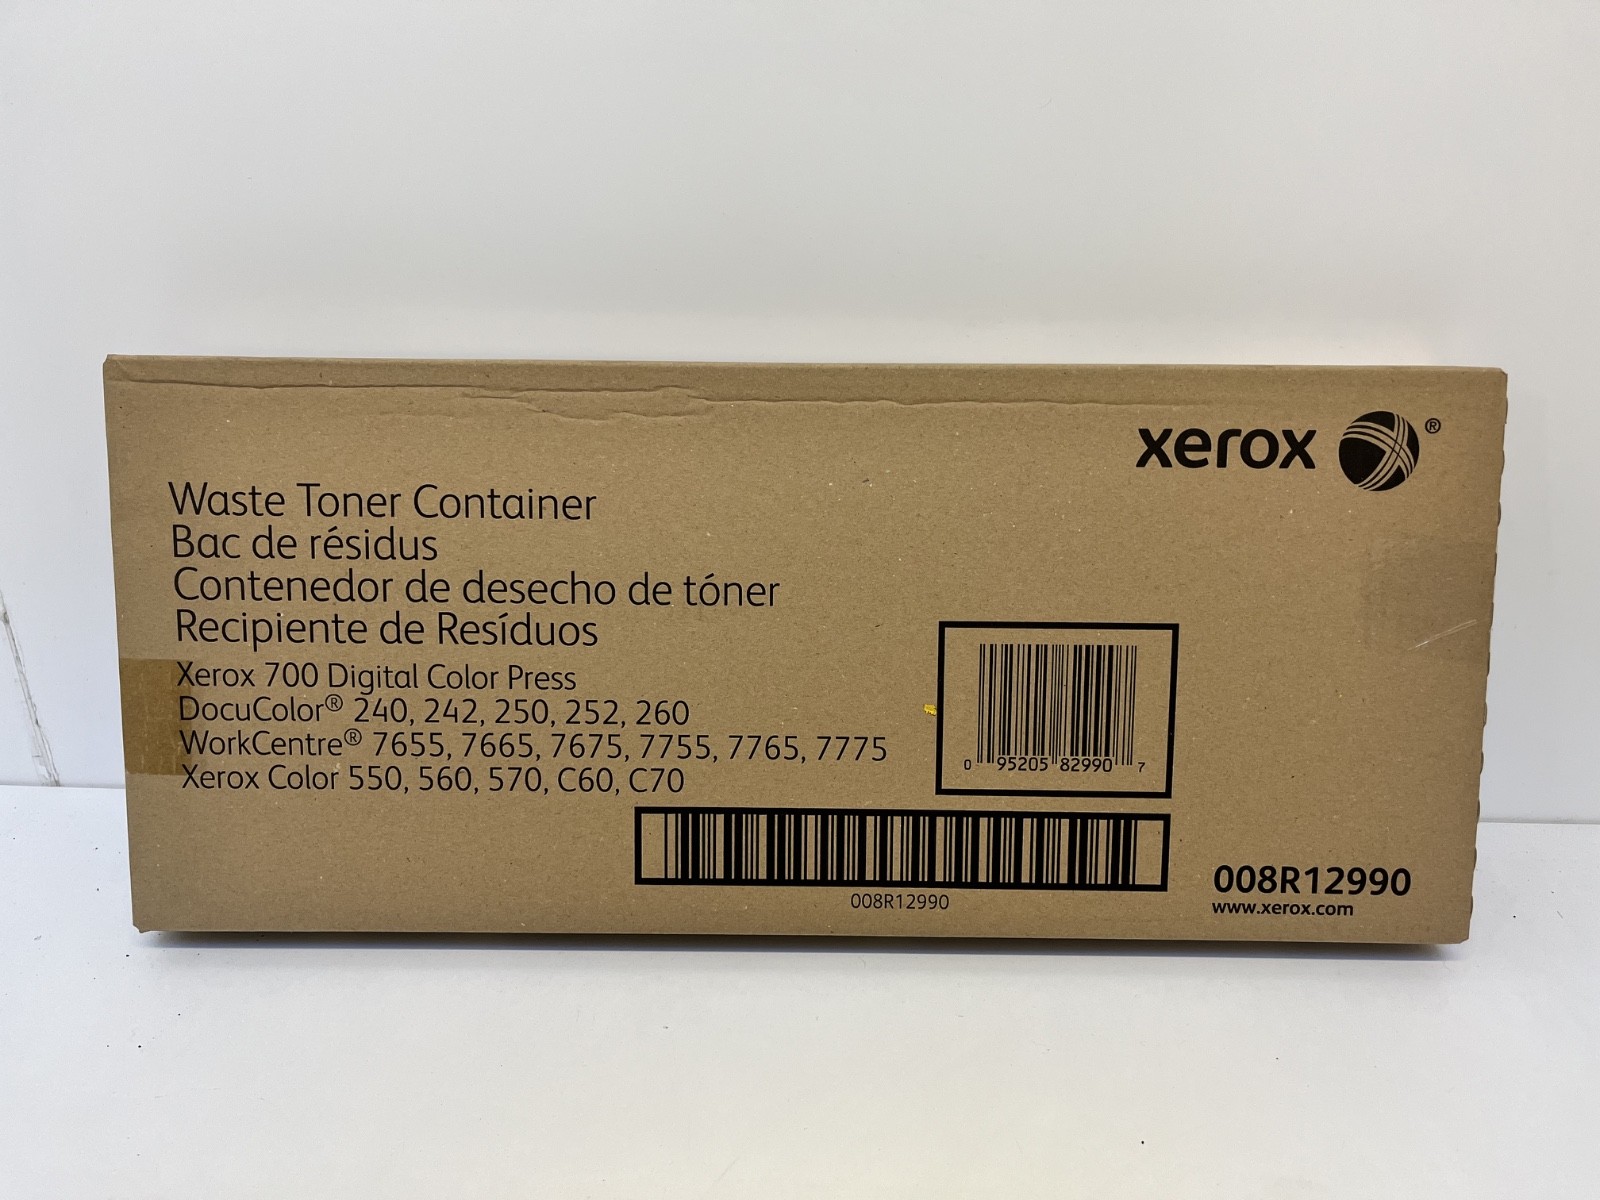 xerox ®
Waste Toner Container
Bac de résidus
Contenedor de desecho de tóner
Recipiente de Resíduos
Xerox 700 Digital Color Press
DocuColor® 240, 242, 250, 252, 260
WorkCentre® 7655, 7665, 7675, 7755, 7765, 7775
Xerox Color 550, 560, 570, C60, C70
0 95205 82990 7
008R12990
008R12990
www.xerox.com